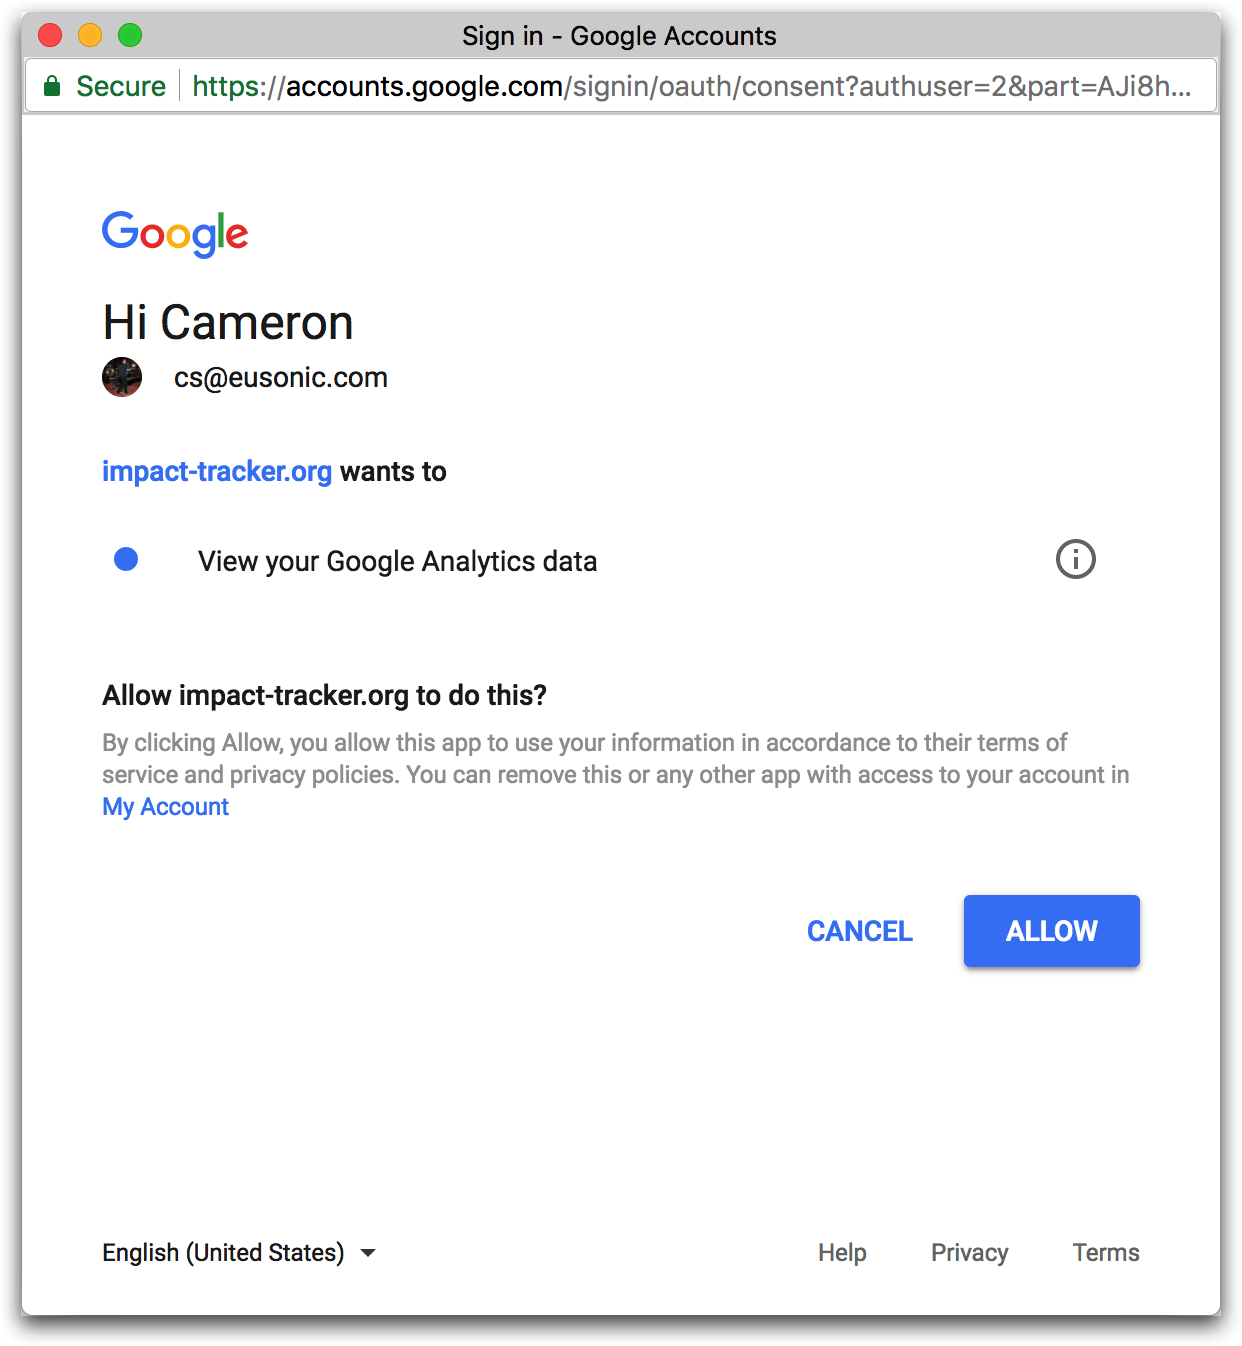 Sign in - Google Accounts
Secure https://accounts.google.com/signin/oauth/consent?authuser=2&part=AJi8h...
Google
Hi Cameron
cs@eusonic.com
impact-tracker.org wants to
View your Google Analytics data
Allow impact-tracker.org to do this?
By clicking Allow, you allow this app to use your information in accordance to their terms of
service and privacy policies. You can remove this or any other app with access to your account in
My Account
CANCEL ALLOW
English (United States) Help Privacy Terms